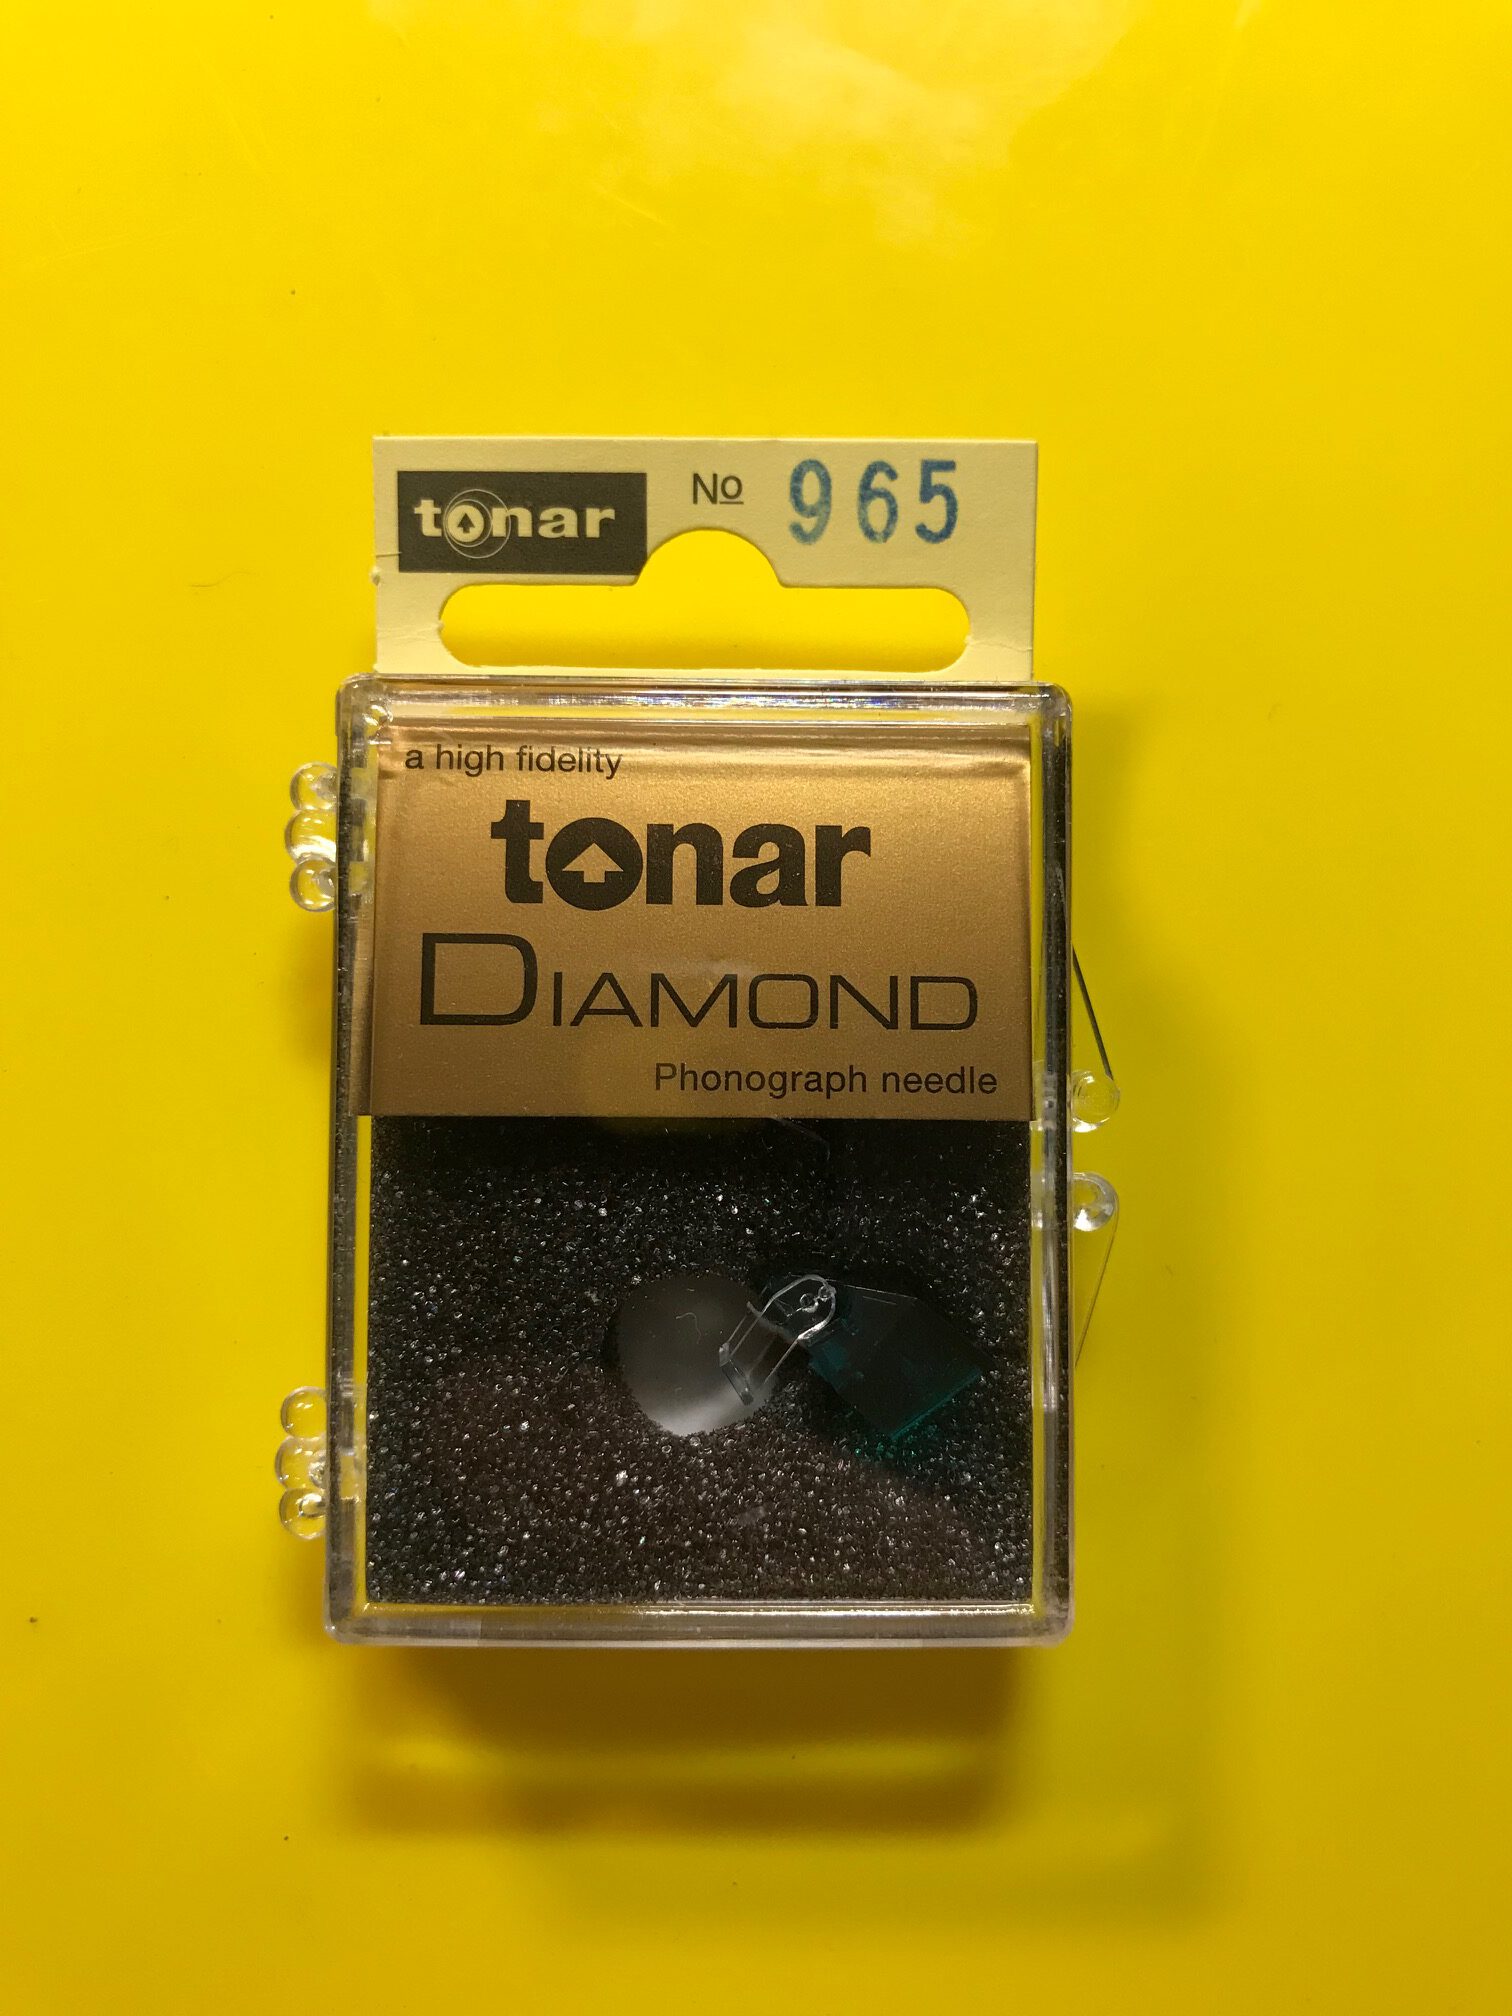 tonar No 965
a high fidelity
tonar
DIAMOND
Phonograph needle